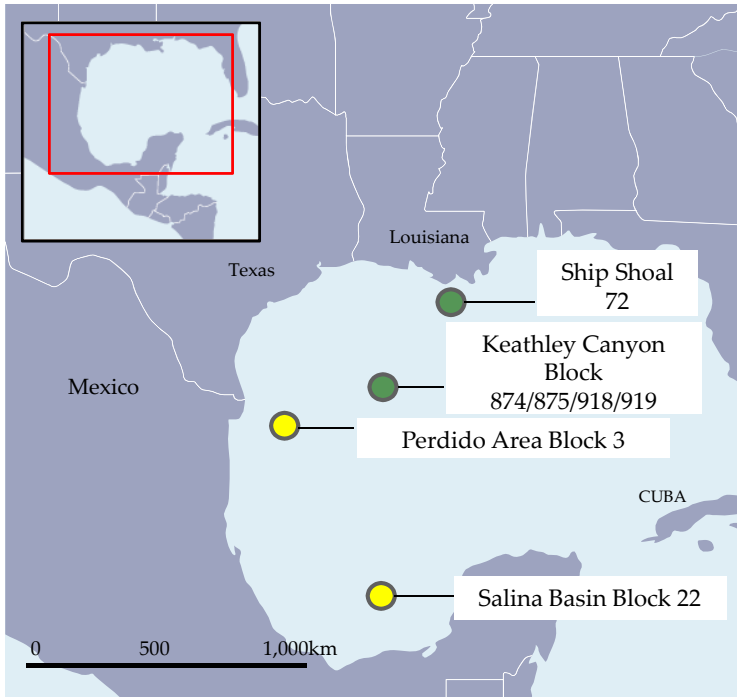 Louisiana
Texas
Ship Shoal
72
Keathley Canyon
Block
874/875/918/919
Mexico
Perdido Area Block 3
CUBA
Salina Basin Block 22
0 500 1,000km